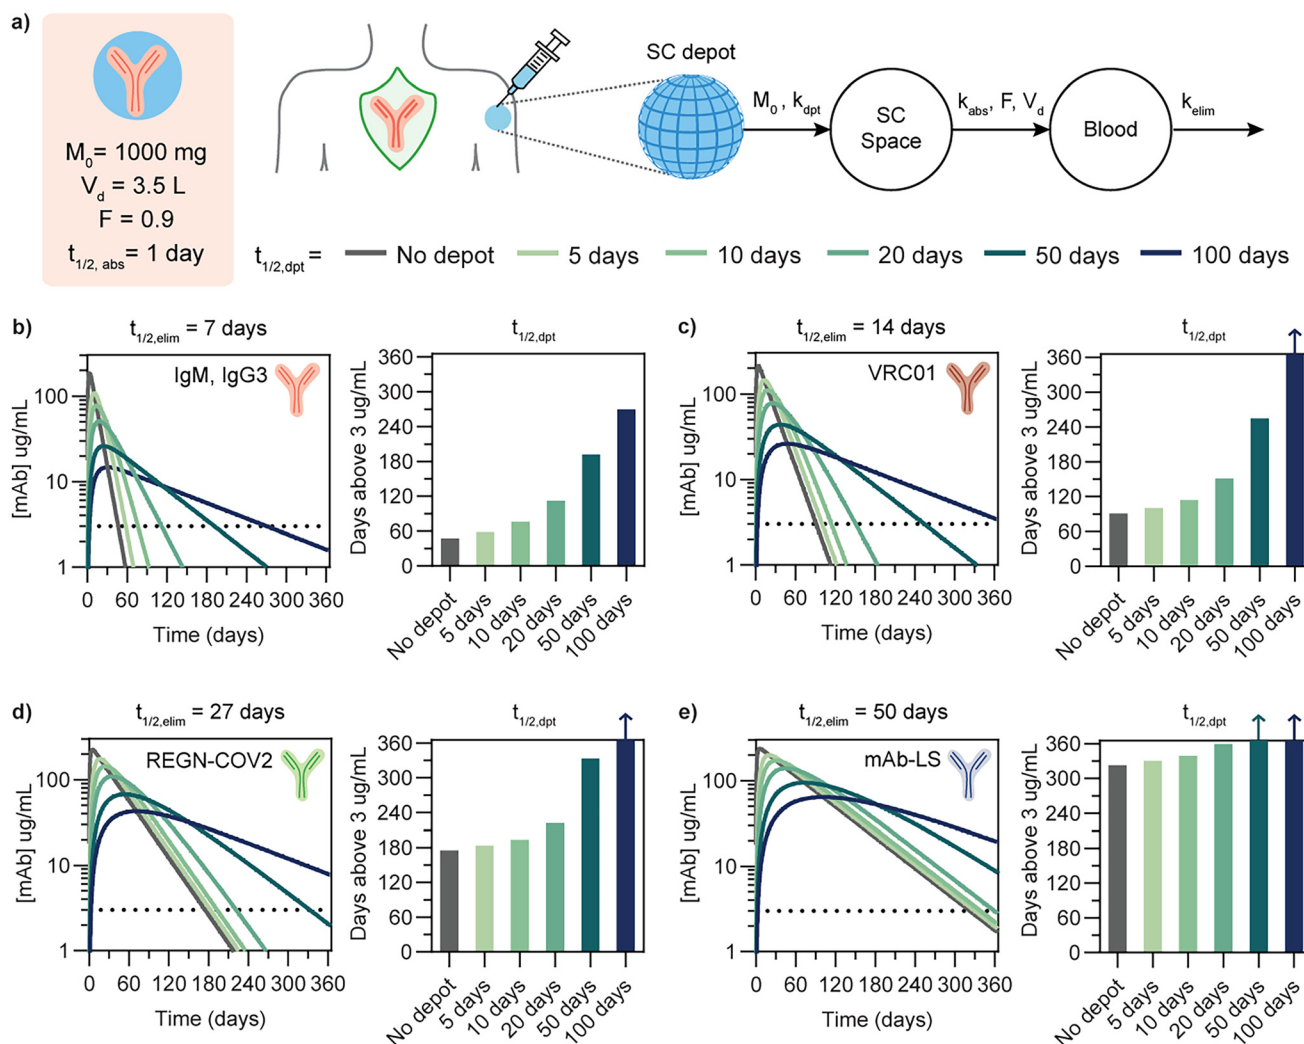 a)
M0 = 1000 mg
Vd = 3.5 L
F = 0.9
t1/2, abs = 1 day
SC depot
M0 , kdpt
SC
Space
kabs, F, Vd
Blood
kelim
t1/2,dpt =
No depot
5 days
10 days
20 days
50 days
100 days
b)
t1/2,elim = 7 days
IgM, IgG3
[mAb] ug/mL
100
10
1
0 60 120 180 240 300 360
Time (days)
t1/2,dpt
Days above 3 ug/mL
360
300
240
180
120
60
0
No depot
5 days
10 days
20 days
50 days
100 days
c)
t1/2,elim = 14 days
VRC01
[mAb] ug/mL
100
10
1
0 60 120 180 240 300 360
Time (days)
t1/2,dpt
Days above 3 ug/mL
360
300
240
180
120
60
0
No depot
5 days
10 days
20 days
50 days
100 days
d)
t1/2,elim = 27 days
REGN-COV2
[mAb] ug/mL
100
10
1
0 60 120 180 240 300 360
Time (days)
t1/2,dpt
Days above 3 ug/mL
360
300
240
180
120
60
0
No depot
5 days
10 days
20 days
50 days
100 days
e)
t1/2,elim = 50 days
mAb-LS
[mAb] ug/mL
100
10
1
0 60 120 180 240 300 360
Time (days)
t1/2,dpt
Days above 3 ug/mL
360
300
240
180
120
60
0
No depot
5 days
10 days
20 days
50 days
100 days